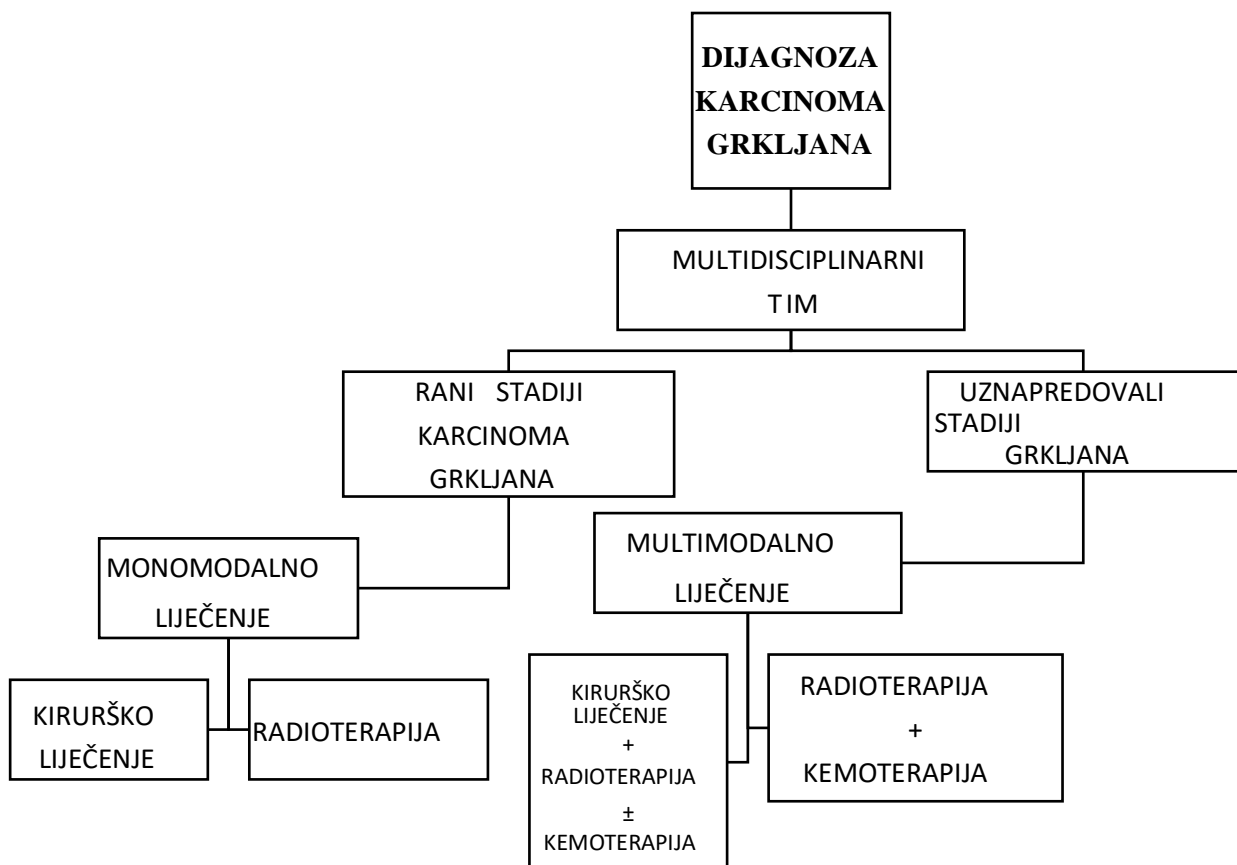 DIJAGNOZA
KARCINOMA
GRKLJANA
MULTIDISCIPLINARNI
TIM
RANI STADIJI
KARCINOMA
GRKLJANA
UZNAPREDOVALI
STADIJI
GRKLJANA
MONOMODALNO
LIJEČENJE
MULTIMODALNO
LIJEČENJE
KIRURŠKO
LIJEČENJE
RADIOTERAPIJA
KIRURŠKO
LIJEČENJE
+
RADIOTERAPIJA
±
KEMOTERAPIJA
RADIOTERAPIJA
+
KEMOTERAPIJA